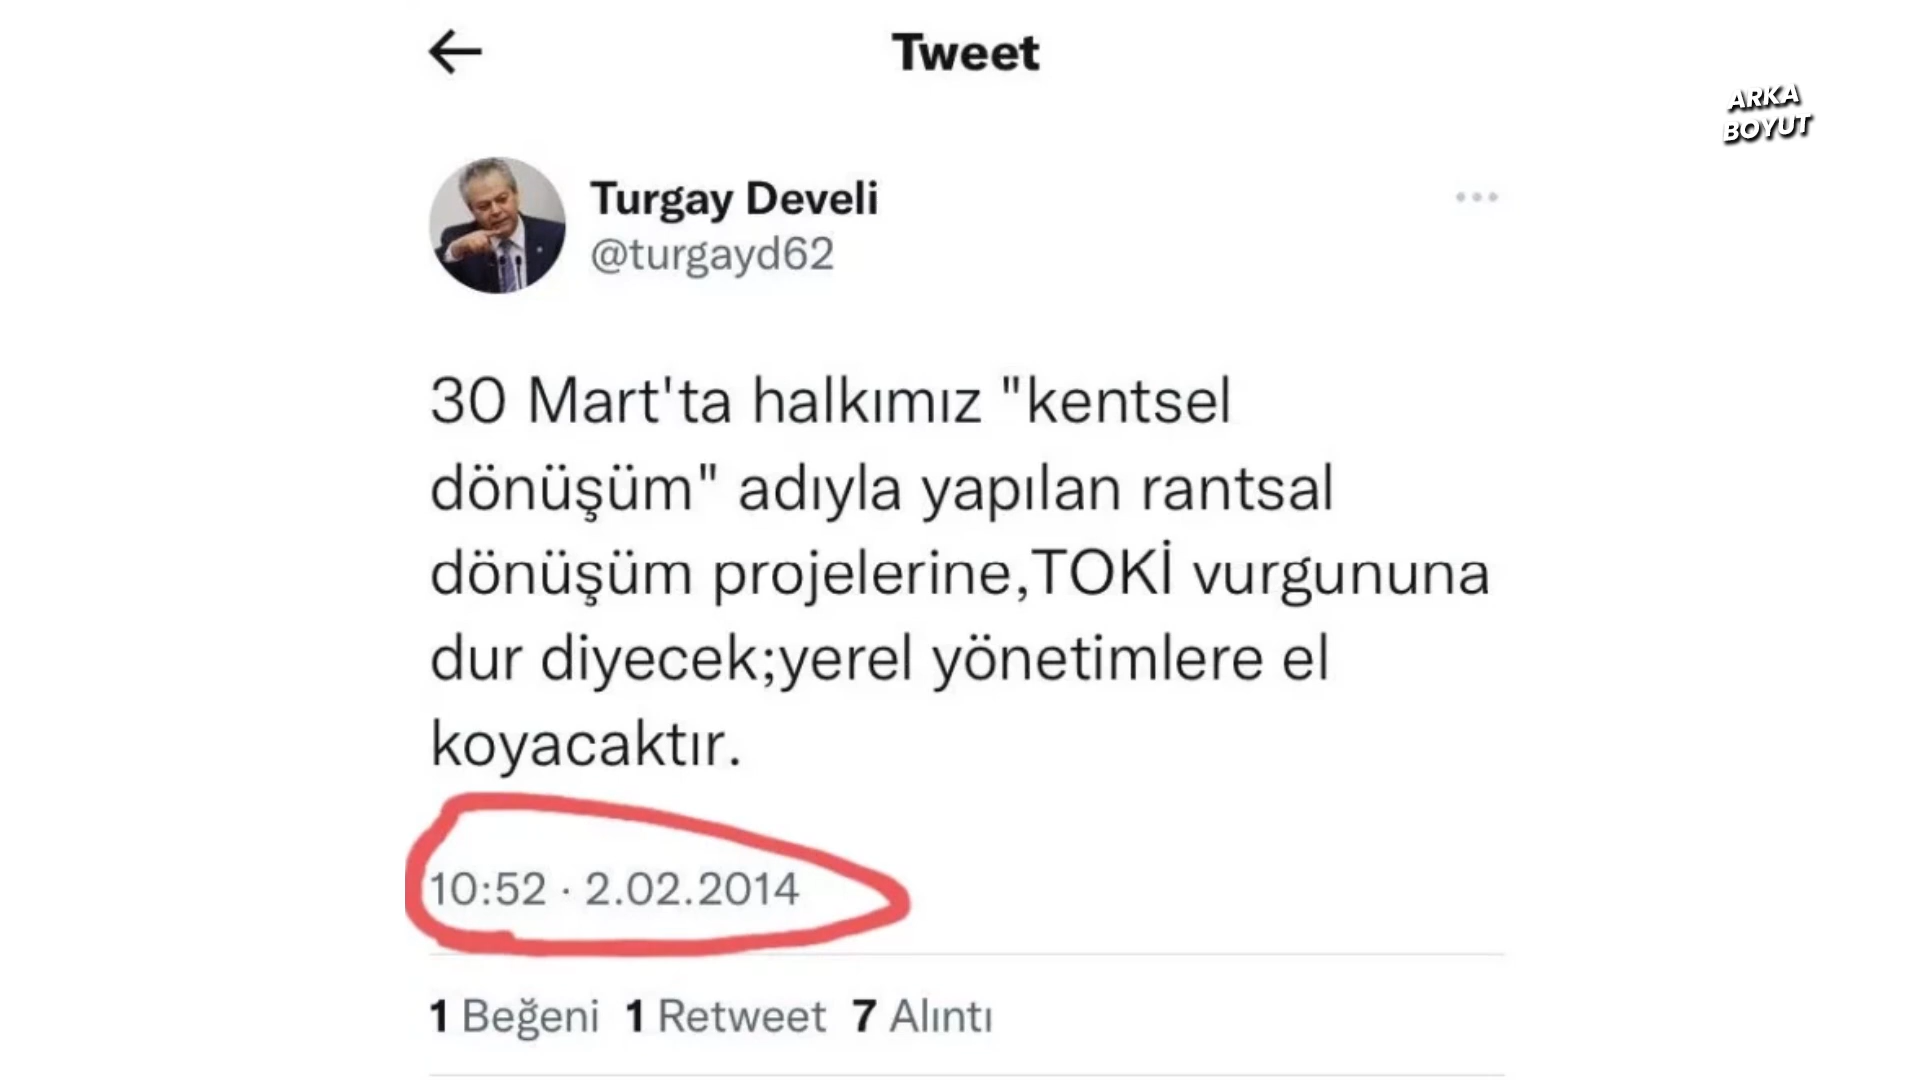 Tweet
ARKA
BOYUT
Turgay Develi
@turgayd62
30 Mart'ta halkımız "kentsel
dönüşüm" adıyla yapılan rantsal
dönüşüm projelerine,TOKİ vurgununa
dur diyecek;yerel yönetimlere el
koyacaktır.
10:52 · 2.02.2014
1 Beğeni 1 Retweet 7 Alıntı